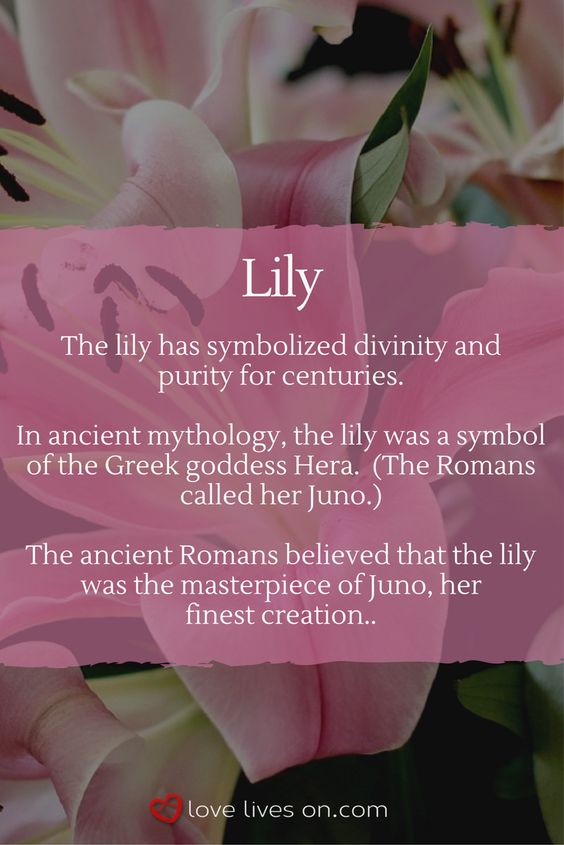 Lily
The lily has symbolized divinity and
purity for centuries.
In ancient mythology, the lily was a symbol
of the Greek goddess Hera. (The Romans
called her Juno.)
The ancient Romans believed that the lily
was the masterpiece of Juno, her
finest creation..
love lives on.com